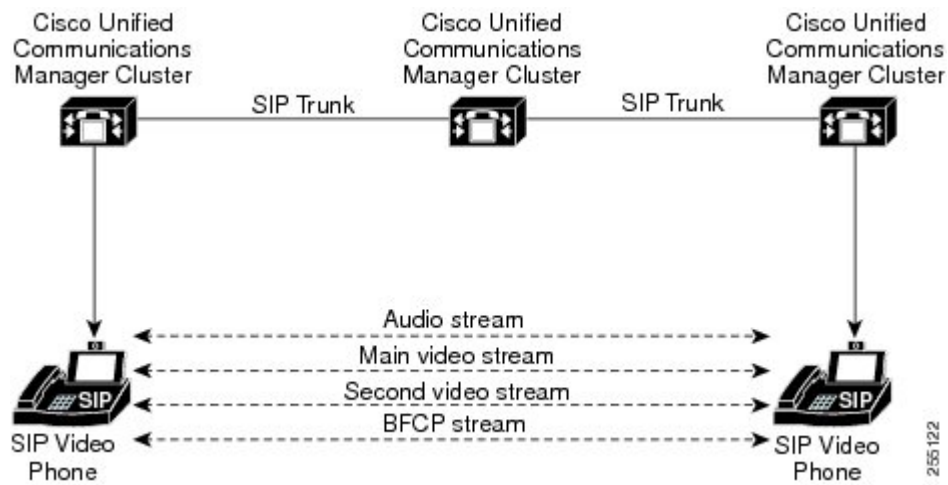 Cisco Unified
Communications
Manager Cluster
Cisco Unified
Communications
Manager Cluster
Cisco Unified
Communications
Manager Cluster
SIP Trunk
SIP Trunk
Audio stream
Main video stream
Second video stream
BFCP stream
SIP
SIP Video
Phone
SIP
SIP Video
Phone
255122